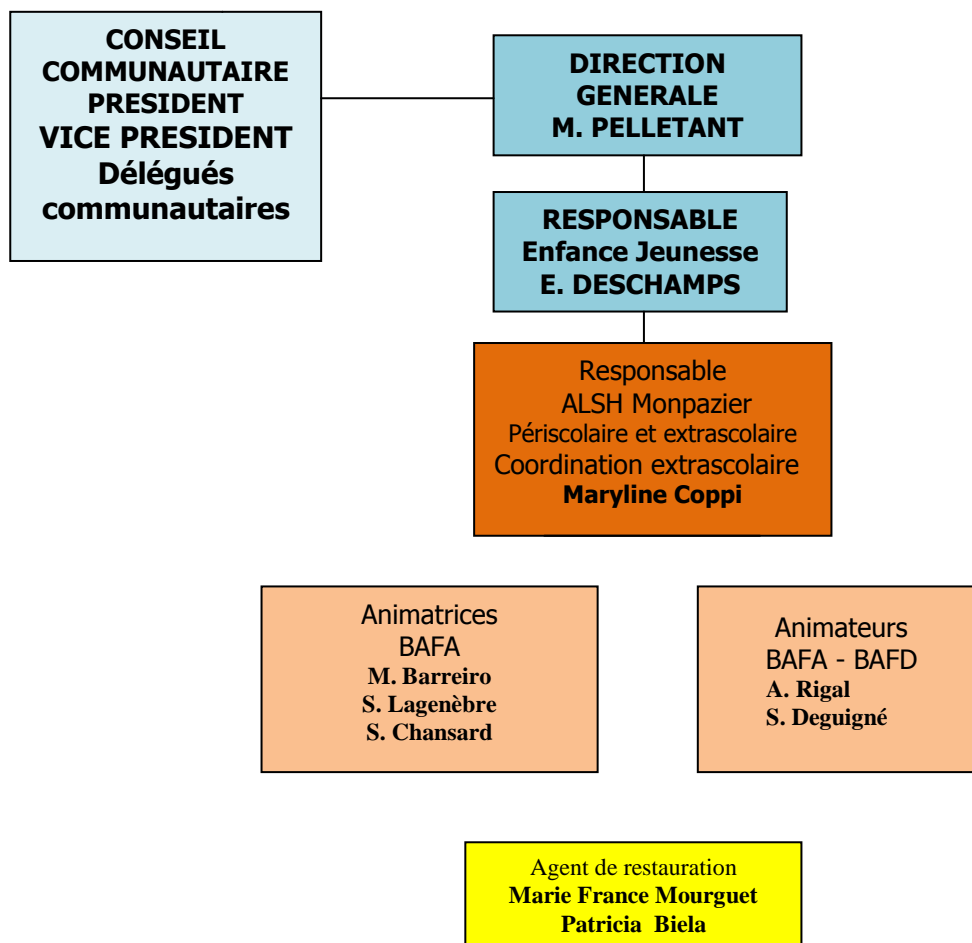 CONSEIL
COMMUNAUTAIRE
PRESIDENT
VICE PRESIDENT
Délégués
communautaires
DIRECTION
GENERALE
M. PELLETANT
RESPONSABLE
Enfance Jeunesse
E. DESCHAMPS
Responsable
ALSH Monpazier
Périscolaire et extrascolaire
Coordination extrascolaire
Maryline Coppi
Animatrices
BAFA
M. Barreiro
S. Lagenèbre
S. Chansard
Animateurs
BAFA - BAFD
A. Rigal
S. Deguigné
Agent de restauration
Marie France Mourguet
Patricia Biela